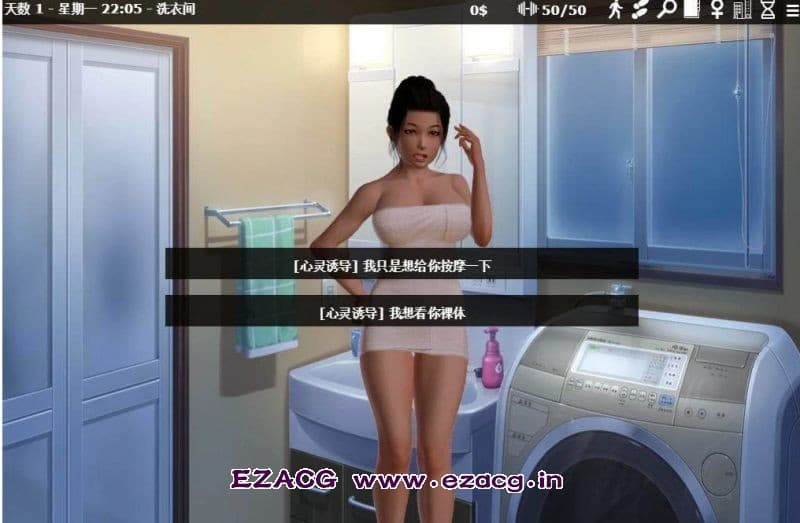 天数 1 - 星期一 22:05 - 洗衣间
0$
50/50
[心灵诱导] 我只是想给你按摩一下
[心灵诱导] 我想看你裸体
EZACG www.ezacg.in